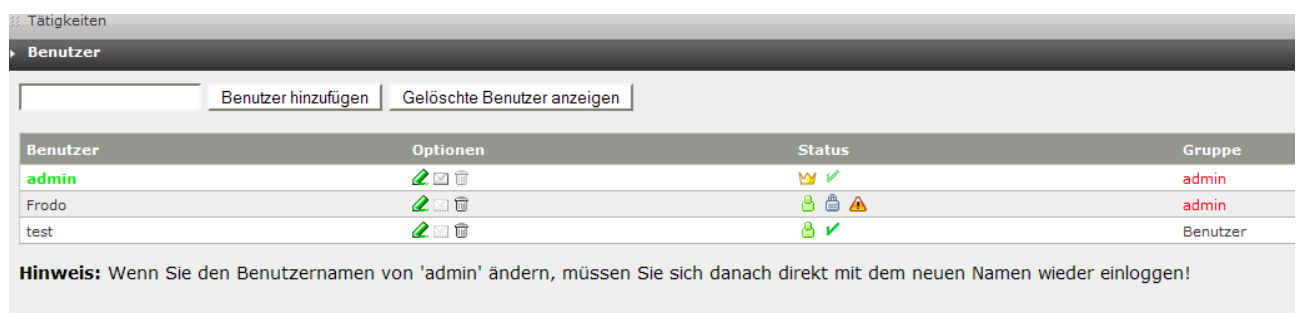 Tätigkeiten
Benutzer
Benutzer hinzufügen Gelöschte Benutzer anzeigen
Benutzer Optionen Status Gruppe
admin admin
Frodo admin
test Benutzer
Hinweis: Wenn Sie den Benutzernamen von 'admin' ändern, müssen Sie sich danach direkt mit dem neuen Namen wieder einloggen!